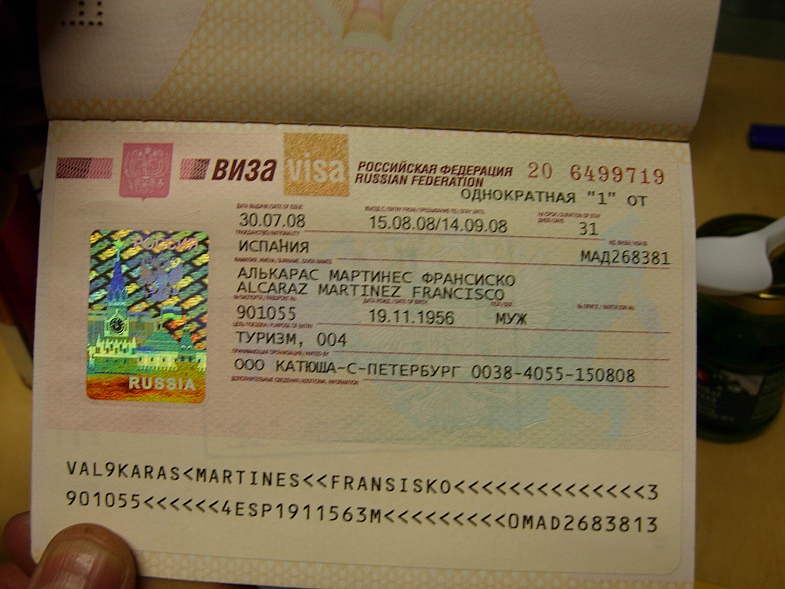 ВИЗА visa РОССИЙСКАЯ ФЕДЕРАЦИЯ 20 6499719
RUSSIAN FEDERATION
ОДНОКРАТНАЯ "1" ОТ
30.07.08 15.08.08/14.09.08 31
ИСПАНИЯ МАД268381
АЛЬКАРАС МАРТИНЕС ФРАНСИСКО
ALCARAZ MARTINEZ FRANCISCO
901055 19.11.1956 МУЖ
ТУРИЗМ, 004
ООО КАТЮША-С-ПЕТЕРБУРГ 0038-4055-150808
RUSSIA
VAL9KARAS<MARTINES<<FRANSISKO<<<<<<<<<<<<<<3
901055<<<<<<4ESP1911563M<<<<<<<<<0MAD2683813